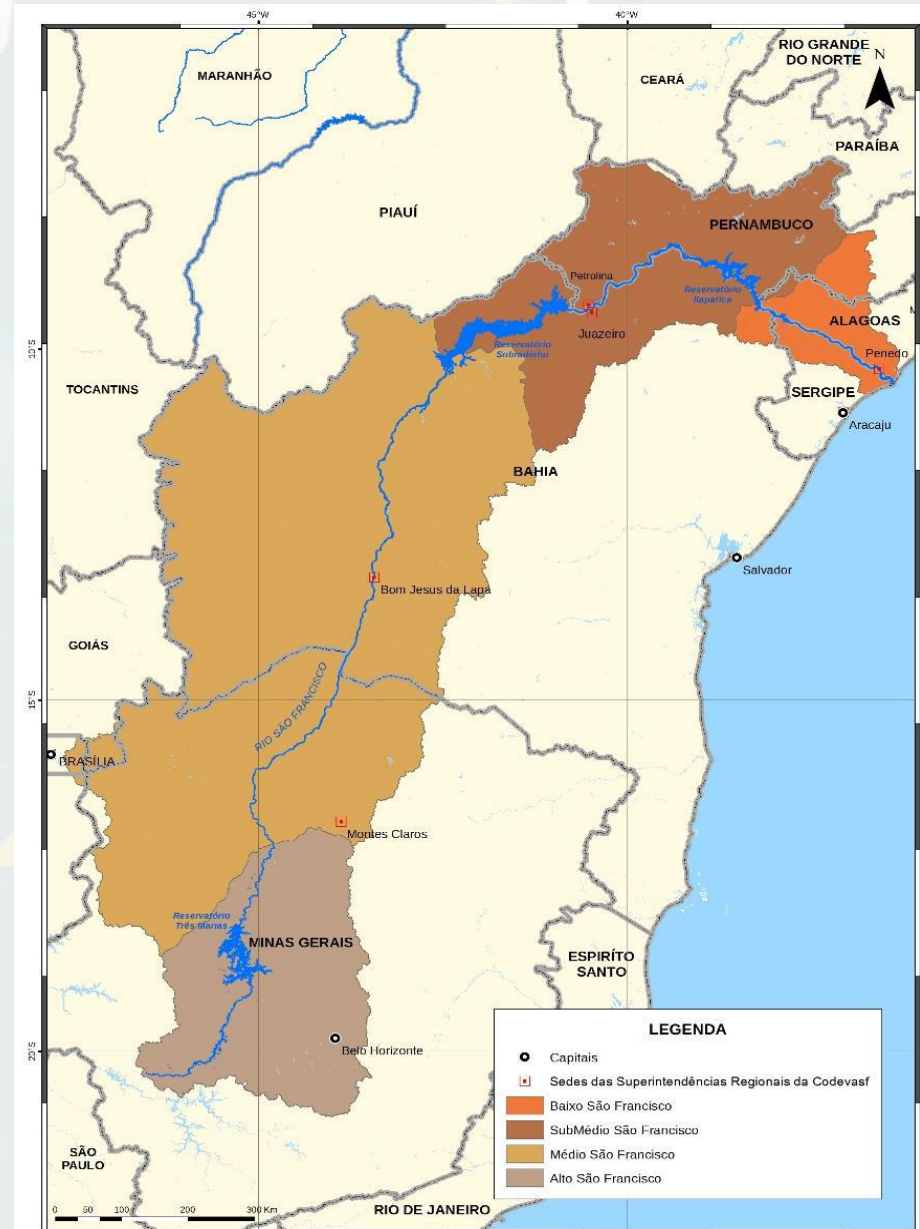 45°W
40°W
RIO GRANDE
DO NORTE
N
MARANHÃO
CEARÁ
PARAÍBA
PIAUÍ
PERNAMBUCO
Petrolina
Reservatório
Itaparica
ALAGOAS
Juazeiro
10°S
Reservatório
Sobradinho
Penedo
TOCANTINS
SERGIPE
Aracaju
BAHIA
Salvador
Bom Jesus da Lapa
GOIÁS
RIO SÃO FRANCISCO
15°S
BRASÍLIA
Montes Claros
Reservatório
Três Marias
MINAS GERAIS
ESPIRÍTO
SANTO
20°S
Belo Horizonte
SÃO
PAULO
0 50 100 200 300 Km
RIO DE JANEIRO
LEGENDA
Capitais
Sedes das Superintendências Regionais da Codevasf
Baixo São Francisco
SubMédio São Francisco
Médio São Francisco
Alto São Francisco